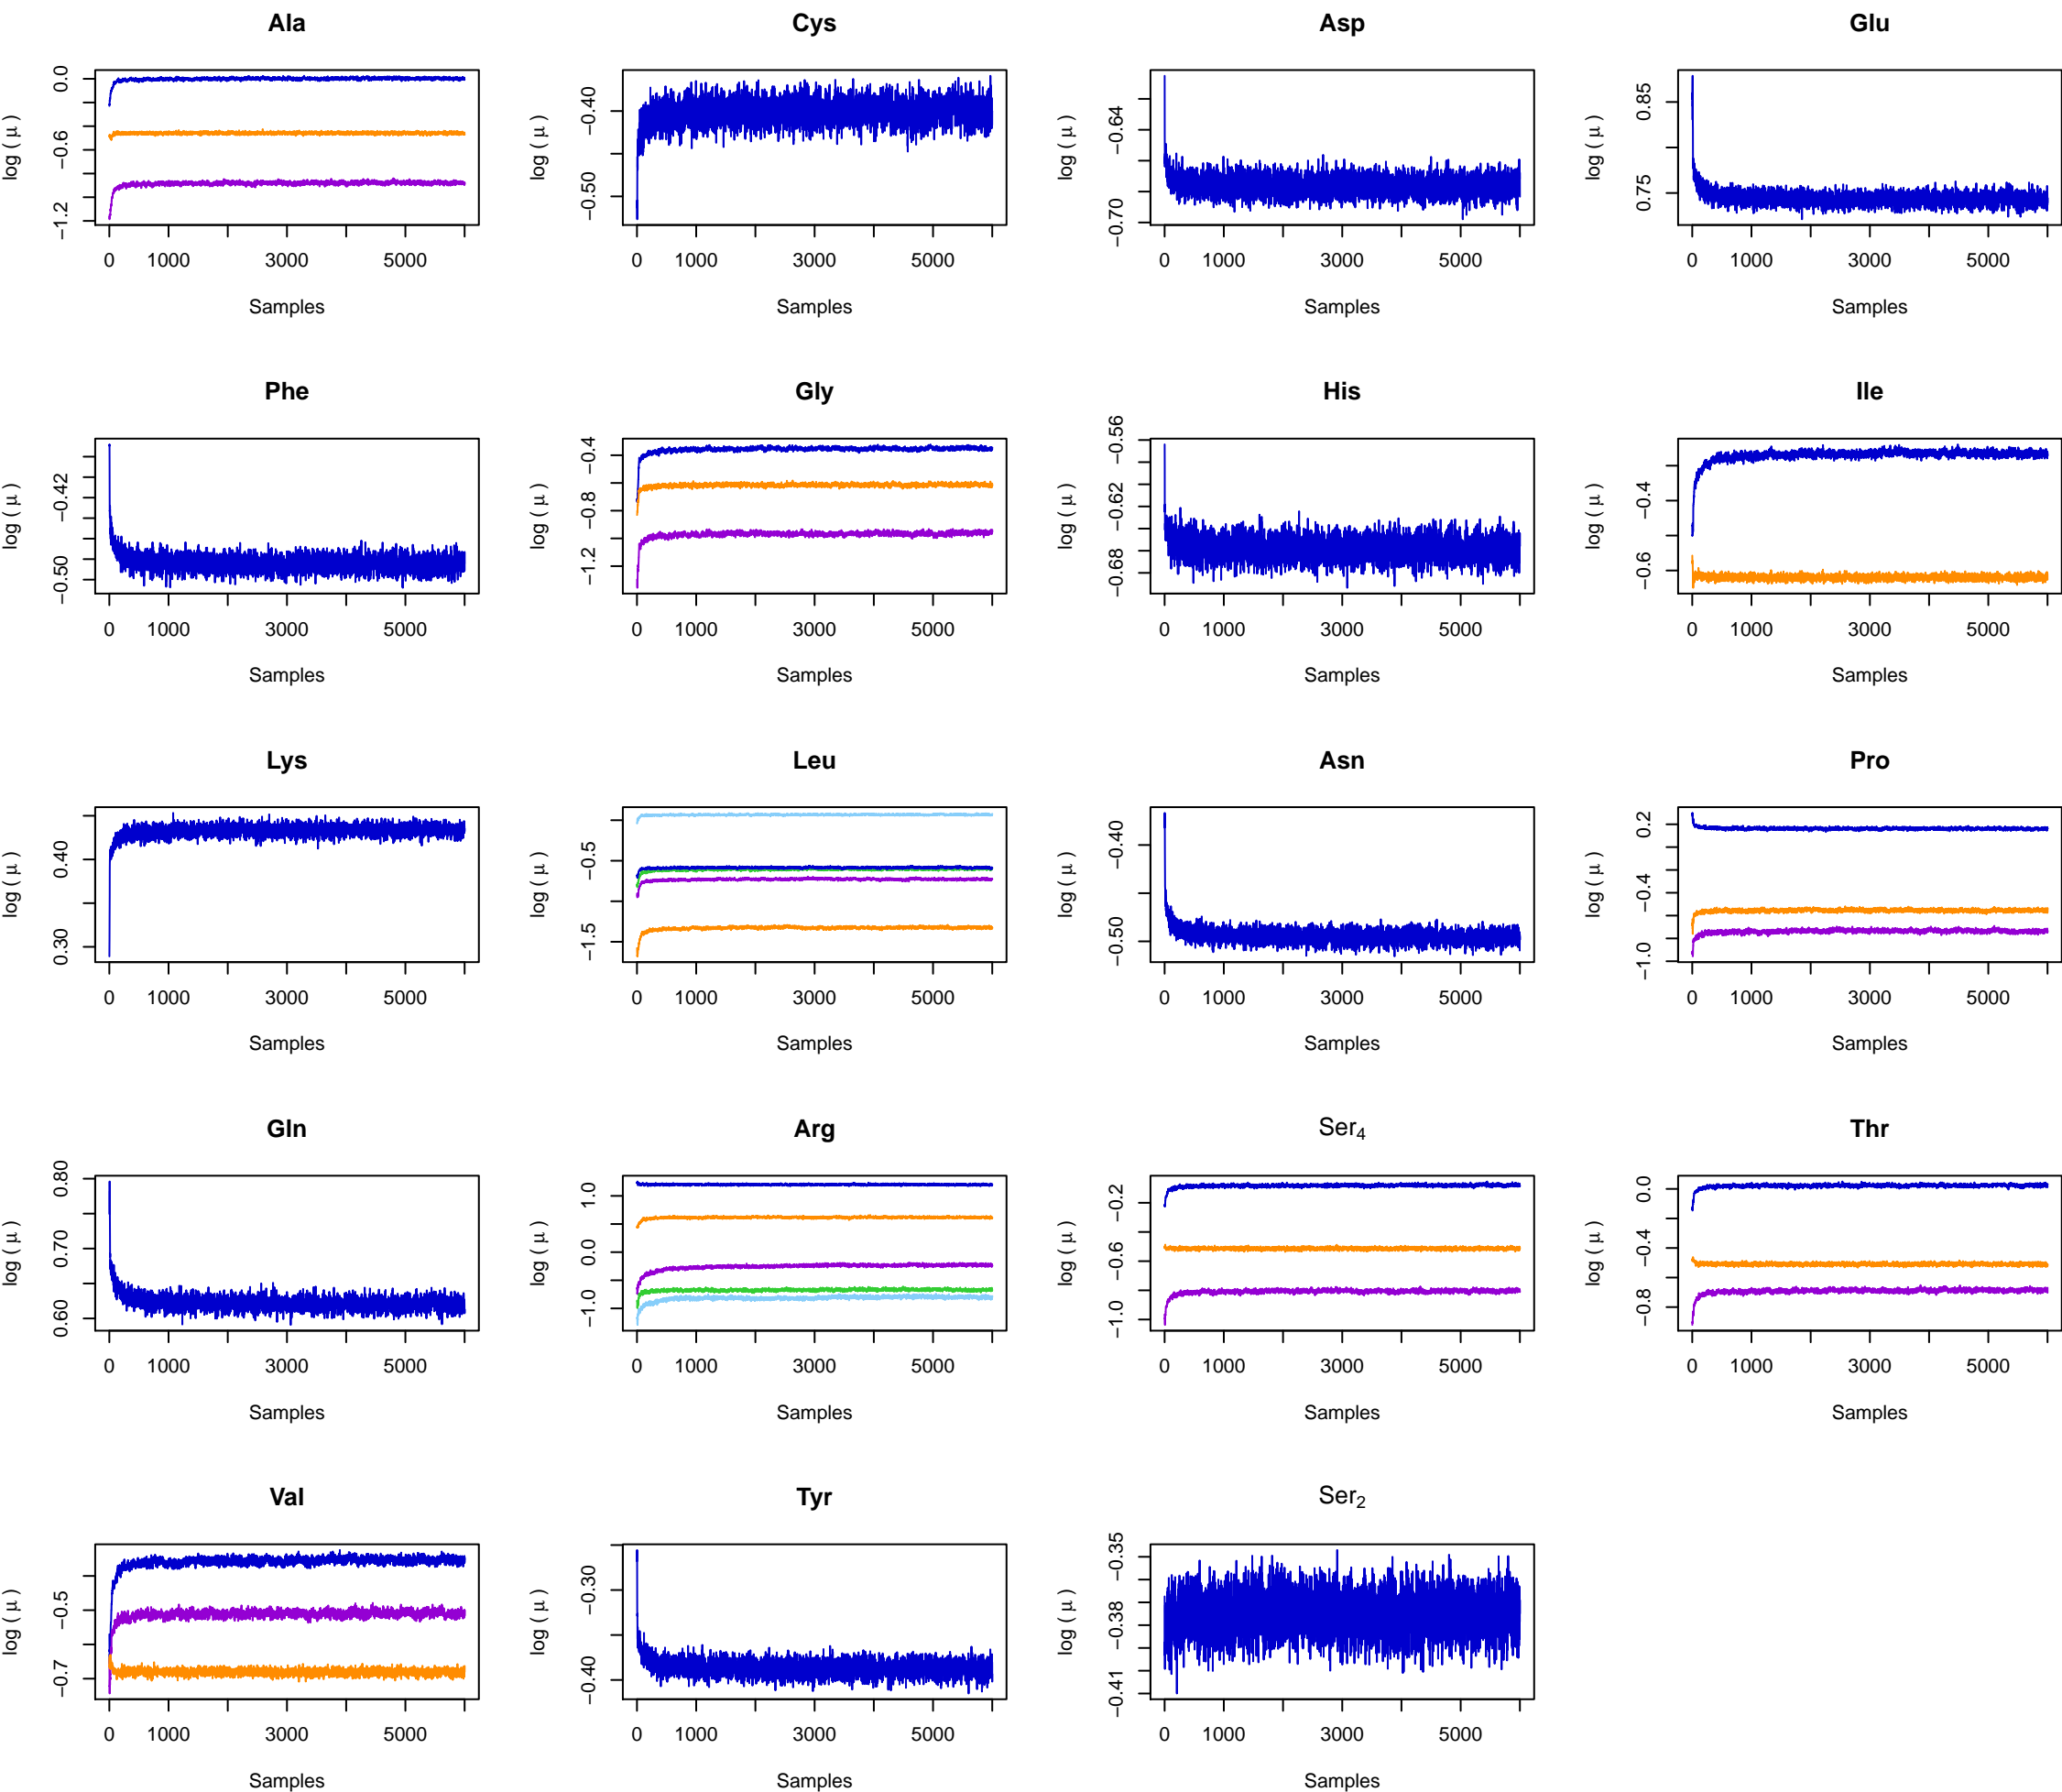 Ala
log ( μ )
0.0
−0.6
−1.2
0 1000 3000 5000
Samples
Cys
log ( μ )
−0.40
−0.50
0 1000 3000 5000
Samples
Asp
log ( μ )
−0.64
−0.70
0 1000 3000 5000
Samples
Glu
log ( μ )
0.85
0.75
0 1000 3000 5000
Samples
Phe
log ( μ )
−0.42
−0.50
0 1000 3000 5000
Samples
Gly
log ( μ )
−0.4
−0.8
−1.2
0 1000 3000 5000
Samples
His
log ( μ )
−0.56
−0.62
−0.68
0 1000 3000 5000
Samples
Ile
log ( μ )
−0.4
−0.6
0 1000 3000 5000
Samples
Lys
log ( μ )
0.40
0.30
0 1000 3000 5000
Samples
Leu
log ( μ )
−0.5
−1.5
0 1000 3000 5000
Samples
Asn
log ( μ )
−0.40
−0.50
0 1000 3000 5000
Samples
Pro
log ( μ )
0.2
−0.4
−1.0
0 1000 3000 5000
Samples
Gln
log ( μ )
0.80
0.70
0.60
0 1000 3000 5000
Samples
Arg
log ( μ )
1.0
0.0
−1.0
0 1000 3000 5000
Samples
Ser4
log ( μ )
−0.2
−0.6
−1.0
0 1000 3000 5000
Samples
Thr
log ( μ )
0.0
−0.4
−0.8
0 1000 3000 5000
Samples
Val
log ( μ )
−0.5
−0.7
0 1000 3000 5000
Samples
Tyr
log ( μ )
−0.30
−0.40
0 1000 3000 5000
Samples
Ser2
log ( μ )
−0.35
−0.38
−0.41
0 1000 3000 5000
Samples